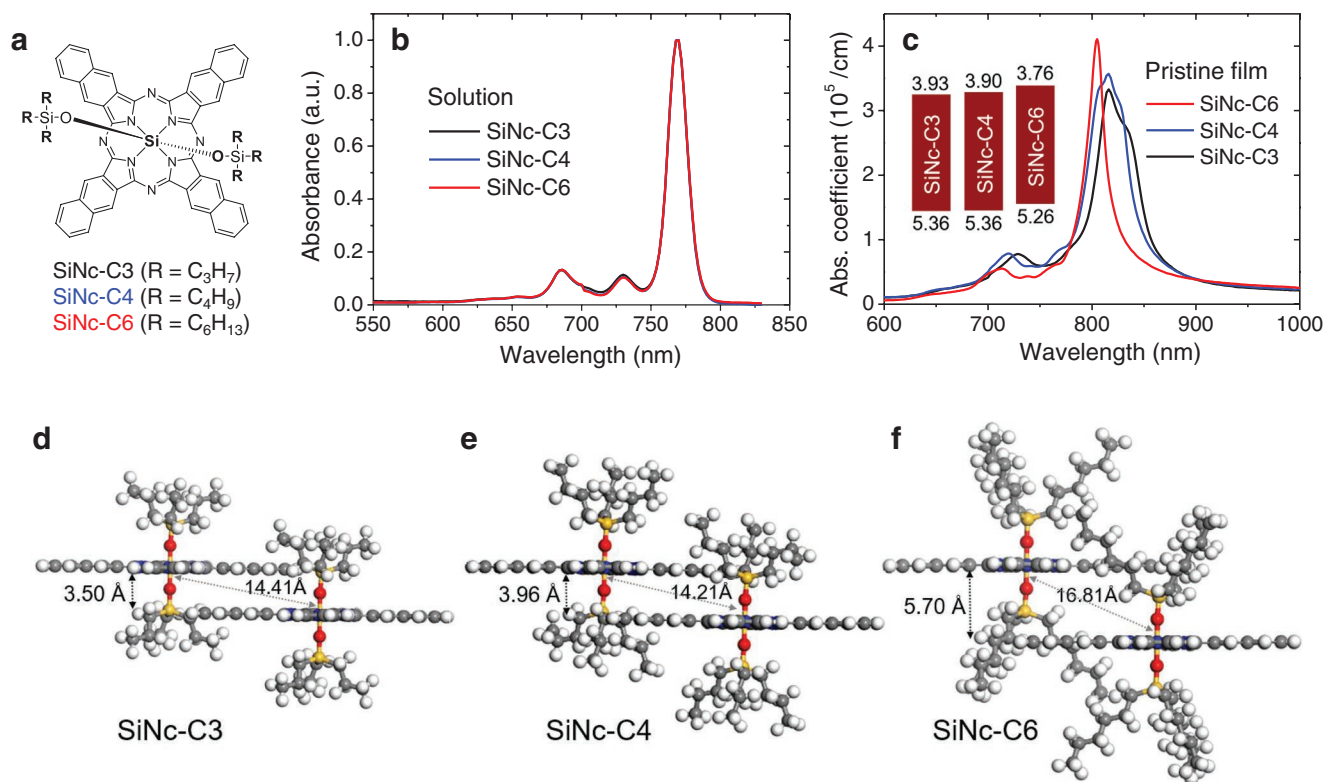 a
R
R-Si-O
R
N
N
N
N
N
N
N
N
Si
R
O-Si-R
R
SiNc-C3 (R = C₃H₇)
SiNc-C4 (R = C₄H₉)
SiNc-C6 (R = C₆H₁₃)
b
Absorbance (a.u.)
1.0
0.8
0.6
0.4
0.2
0.0
Solution
SiNc-C3
SiNc-C4
SiNc-C6
550 600 650 700 750 800 850
Wavelength (nm)
c
Abs. coefficient (10⁵ /cm)
5
4
3
2
1
0
3.93 3.90 3.76
SiNc-C3
SiNc-C4
SiNc-C6
5.36 5.36 5.26
Pristine film
SiNc-C6
SiNc-C4
SiNc-C3
600 700 800 900 1000
Wavelength (nm)
d
3.50 Å
14.41Å
SiNc-C3
e
3.96 Å
14.21Å
SiNc-C4
f
5.70 Å
16.81Å
SiNc-C6